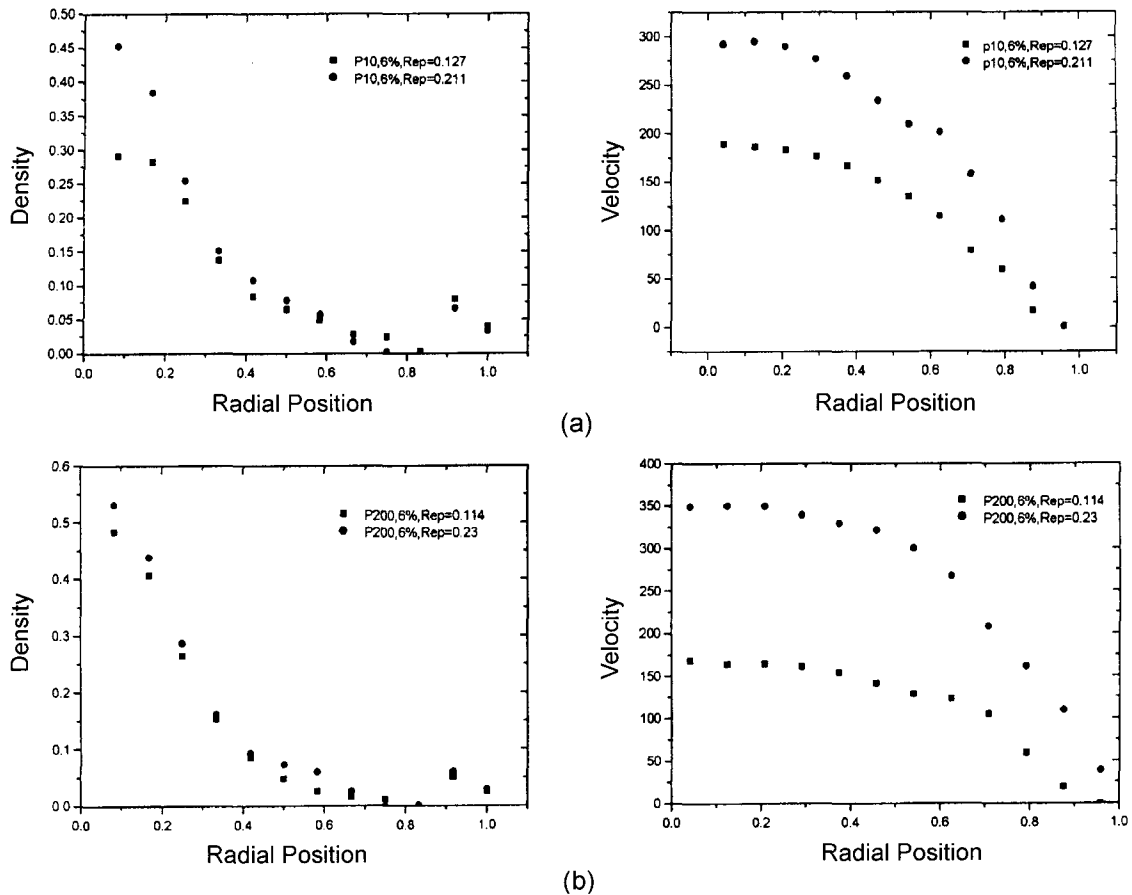 0.50
0.45
0.40
0.35
0.30
0.25
0.20
0.15
0.10
0.05
0.00
0.0 0.2 0.4 0.6 0.8 1.0
Density
Radial Position
P10,6%,Rep=0.127
P10,6%,Rep=0.211
300
250
200
150
100
50
0
0.0 0.2 0.4 0.6 0.8 1.0
Velocity
Radial Position
p10,6%,Rep=0.127
p10,6%,Rep=0.211
(a)
0.6
0.5
0.4
0.3
0.2
0.1
0.0
0.0 0.2 0.4 0.6 0.8 1.0
Density
Radial Position
P200,6%,Rep=0.114
P200,6%,Rep=0.23
400
350
300
250
200
150
100
50
0
0.0 0.2 0.4 0.6 0.8 1.0
Velocity
Radial Position
P200,6%,Rep=0.114
P200,6%,Rep=0.23
(b)